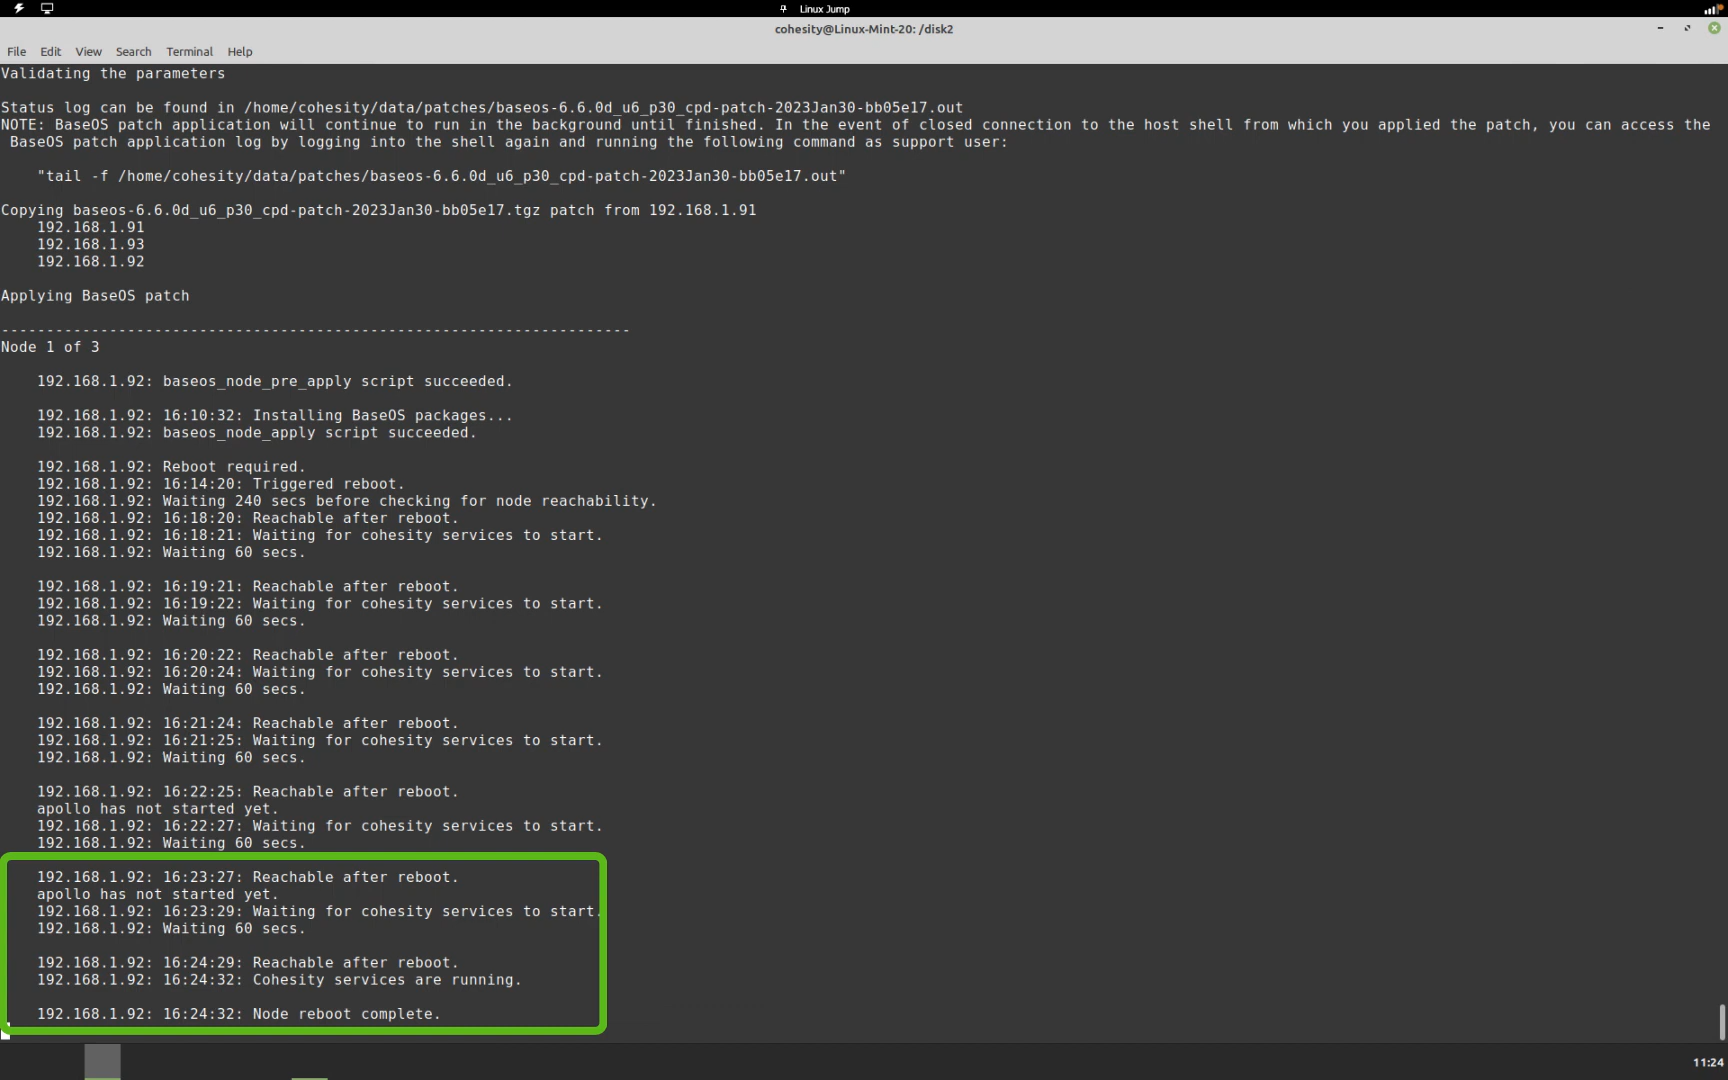 Linux Jump
cohesity@Linux-Mint-20: /disk2
File Edit View Search Terminal Help
Validating the parameters
Status log can be found in /home/cohesity/data/patches/baseos-6.6.0d_u6_p30_cpd-patch-2023Jan30-bb05e17.out
NOTE: BaseOS patch application will continue to run in the background until finished. In the event of closed connection to the host shell from which you applied the patch, you can access the
BaseOS patch application log by logging into the shell again and running the following command as support user:
"tail -f /home/cohesity/data/patches/baseos-6.6.0d_u6_p30_cpd-patch-2023Jan30-bb05e17.out"
Copying baseos-6.6.0d_u6_p30_cpd-patch-2023Jan30-bb05e17.tgz patch from 192.168.1.91
192.168.1.91
192.168.1.93
192.168.1.92
Applying BaseOS patch
----------------------------------------------------------------------
Node 1 of 3
192.168.1.92: baseos_node_pre_apply script succeeded.
192.168.1.92: 16:10:32: Installing BaseOS packages...
192.168.1.92: baseos_node_apply script succeeded.
192.168.1.92: Reboot required.
192.168.1.92: 16:14:20: Triggered reboot.
192.168.1.92: Waiting 240 secs before checking for node reachability.
192.168.1.92: 16:18:20: Reachable after reboot.
192.168.1.92: 16:18:21: Waiting for cohesity services to start.
192.168.1.92: Waiting 60 secs.
192.168.1.92: 16:19:21: Reachable after reboot.
192.168.1.92: 16:19:22: Waiting for cohesity services to start.
192.168.1.92: Waiting 60 secs.
192.168.1.92: 16:20:22: Reachable after reboot.
192.168.1.92: 16:20:24: Waiting for cohesity services to start.
192.168.1.92: Waiting 60 secs.
192.168.1.92: 16:21:24: Reachable after reboot.
192.168.1.92: 16:21:25: Waiting for cohesity services to start.
192.168.1.92: Waiting 60 secs.
192.168.1.92: 16:22:25: Reachable after reboot.
apollo has not started yet.
192.168.1.92: 16:22:27: Waiting for cohesity services to start.
192.168.1.92: Waiting 60 secs.
192.168.1.92: 16:23:27: Reachable after reboot.
apollo has not started yet.
192.168.1.92: 16:23:29: Waiting for cohesity services to start.
192.168.1.92: Waiting 60 secs.
192.168.1.92: 16:24:29: Reachable after reboot.
192.168.1.92: 16:24:32: Cohesity services are running.
192.168.1.92: 16:24:32: Node reboot complete.
11:24